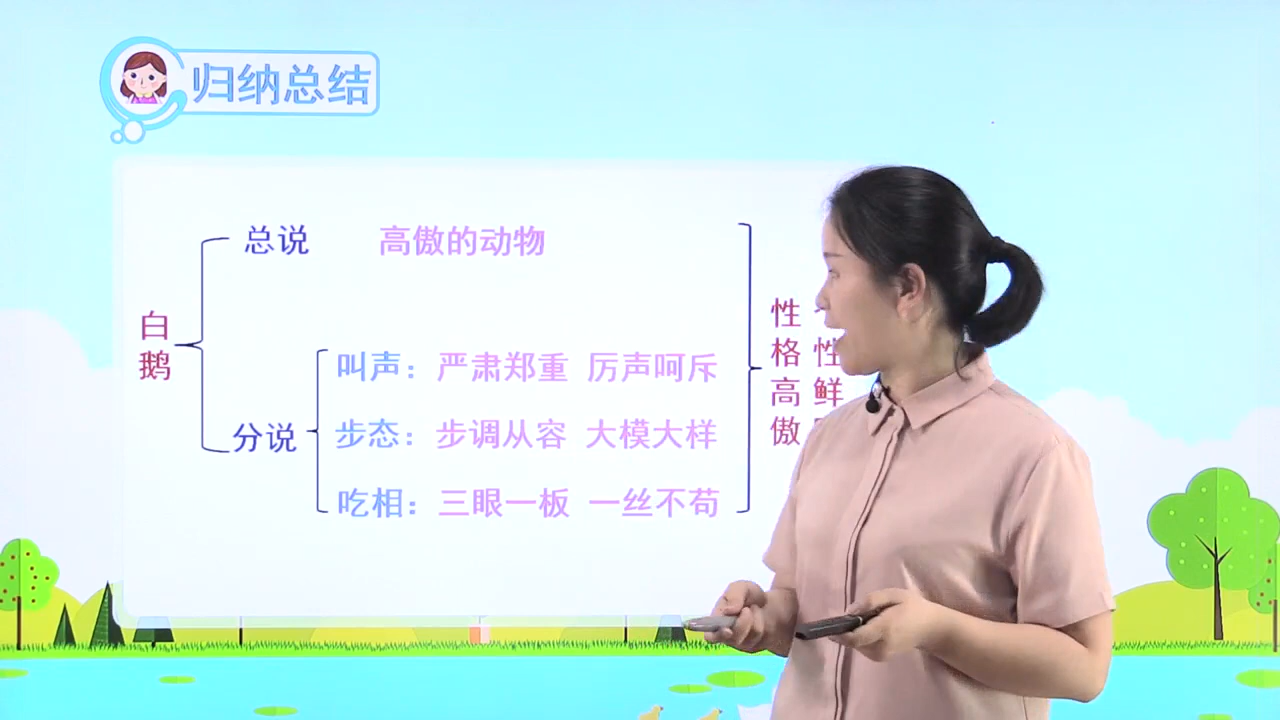 归纳总结
总说 高傲的动物
白鹅
分说
叫声：严肃郑重 厉声呵斥
步态：步调从容 大模大样
吃相：三眼一板 一丝不苟
性格高傲
性鲜